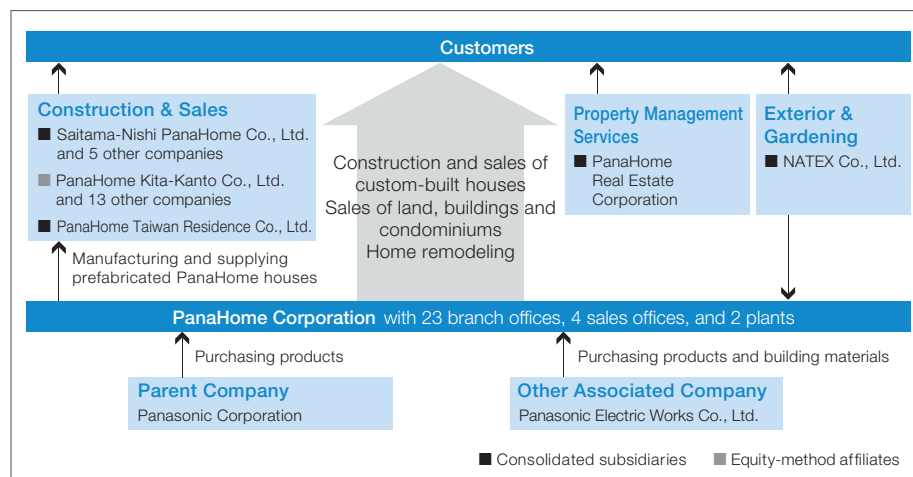 Customers
Construction & Sales
■ Saitama-Nishi PanaHome Co., Ltd.
and 5 other companies
■ PanaHome Kita-Kanto Co., Ltd.
and 13 other companies
■ PanaHome Taiwan Residence Co., Ltd.
Manufacturing and supplying
prefabricated PanaHome houses
Construction and sales of
custom-built houses
Sales of land, buildings and
condominiums
Home remodeling
Property Management
Services
■ PanaHome
Real Estate
Corporation
Exterior &
Gardening
■ NATEX Co., Ltd.
PanaHome Corporation with 23 branch offices, 4 sales offices, and 2 plants
Purchasing products
Parent Company
Panasonic Corporation
Purchasing products and building materials
Other Associated Company
Panasonic Electric Works Co., Ltd.
■ Consolidated subsidiaries ■ Equity-method affiliates